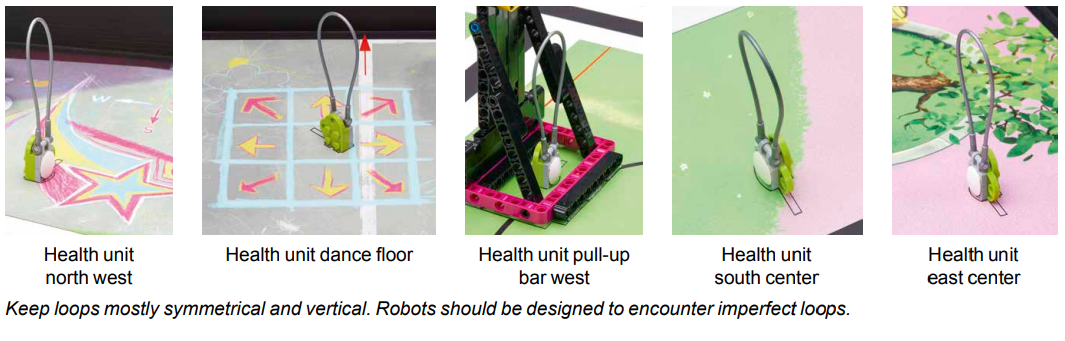 W
S
Health unit
north west
Health unit dance floor
Health unit pull-up
bar west
Health unit
south center
Health unit
east center
Keep loops mostly symmetrical and vertical. Robots should be designed to encounter imperfect loops.